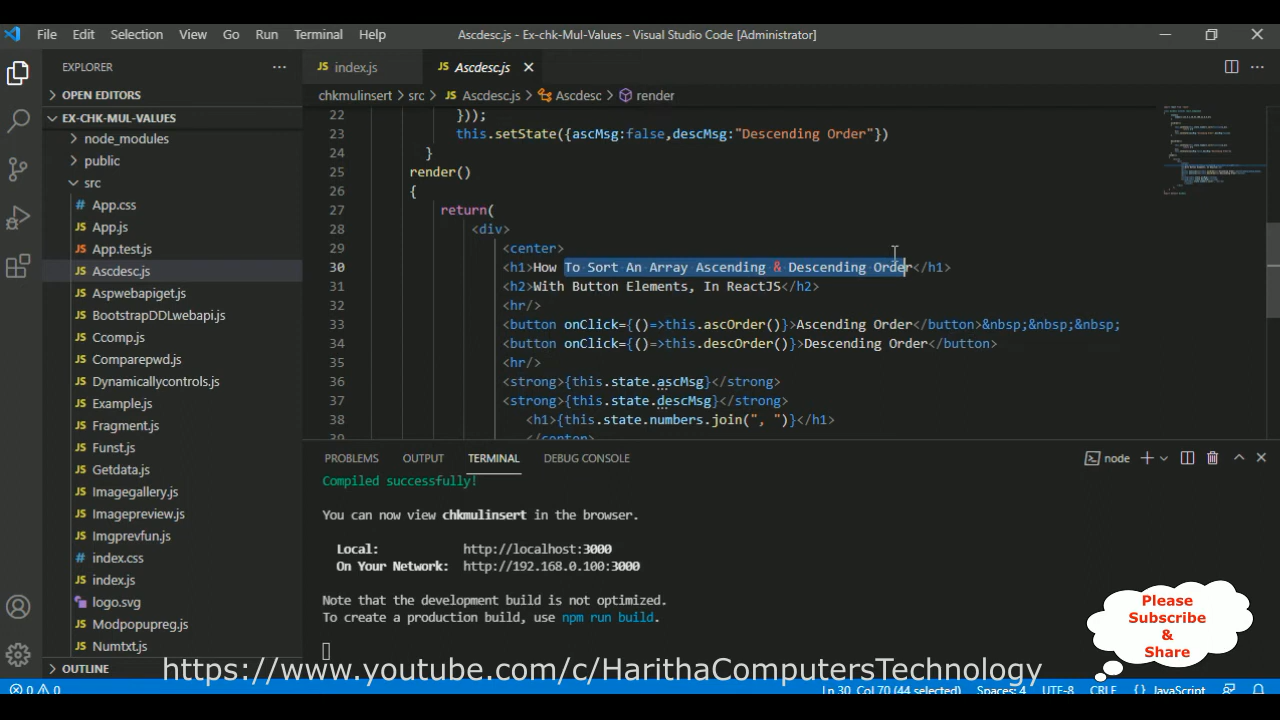 File Edit Selection View Go Run Terminal Help Ascdesc.js - Ex-chk-Mul-Values - Visual Studio Code [Administrator]
EXPLORER
OPEN EDITORS
EX-CHK-MUL-VALUES
node_modules
public
src
App.css
App.js
App.test.js
Ascdesc.js
Aspwebapiget.js
BootstrapDDLwebapi.js
Ccomp.js
Comparepwd.js
Dynamicallycontrols.js
Example.js
Fragment.js
Funst.js
Getdata.js
Imagegallery.js
Imagepreview.js
Imgprevfun.js
index.css
index.js
logo.svg
Modpopupreg.js
Numtxt.js
OUTLINE
JS index.js JS Ascdesc.js
chkmulinsert > src > JS Ascdesc.js > Ascdesc > render
22 }));
23 this.setState({ascMsg:false,descMsg:"Descending Order"})
24 }
25 render()
26 {
27 return(
28 <div>
29 <center>
30 <h1>How To Sort An Array Ascending & Descending Order</h1>
31 <h2>With Button Elements, In ReactJS</h2>
32 <hr/>
33 <button onClick={()=>this.ascOrder()}>Ascending Order</button>&nbsp;&nbsp;&nbsp;
34 <button onClick={()=>this.descOrder()}>Descending Order</button>
35 <hr/>
36 <strong>{this.state.ascMsg}</strong>
37 <strong>{this.state.descMsg}</strong>
38 <h1>{this.state.numbers.join(", ")}</h1>
39 </center>
PROBLEMS OUTPUT TERMINAL DEBUG CONSOLE node
Compiled successfully!
You can now view chkmulinsert in the browser.
Local: http://localhost:3000
On Your Network: http://192.168.0.100:3000
Note that the development build is not optimized.
To create a production build, use npm run build.
Please
Subscribe
&
Share
https://www.youtube.com/c/HarithaComputersTechnology
0 0 Ln 30, Col 70 (44 selected) Spaces: 4 UTF-8 CRLF {} JavaScript